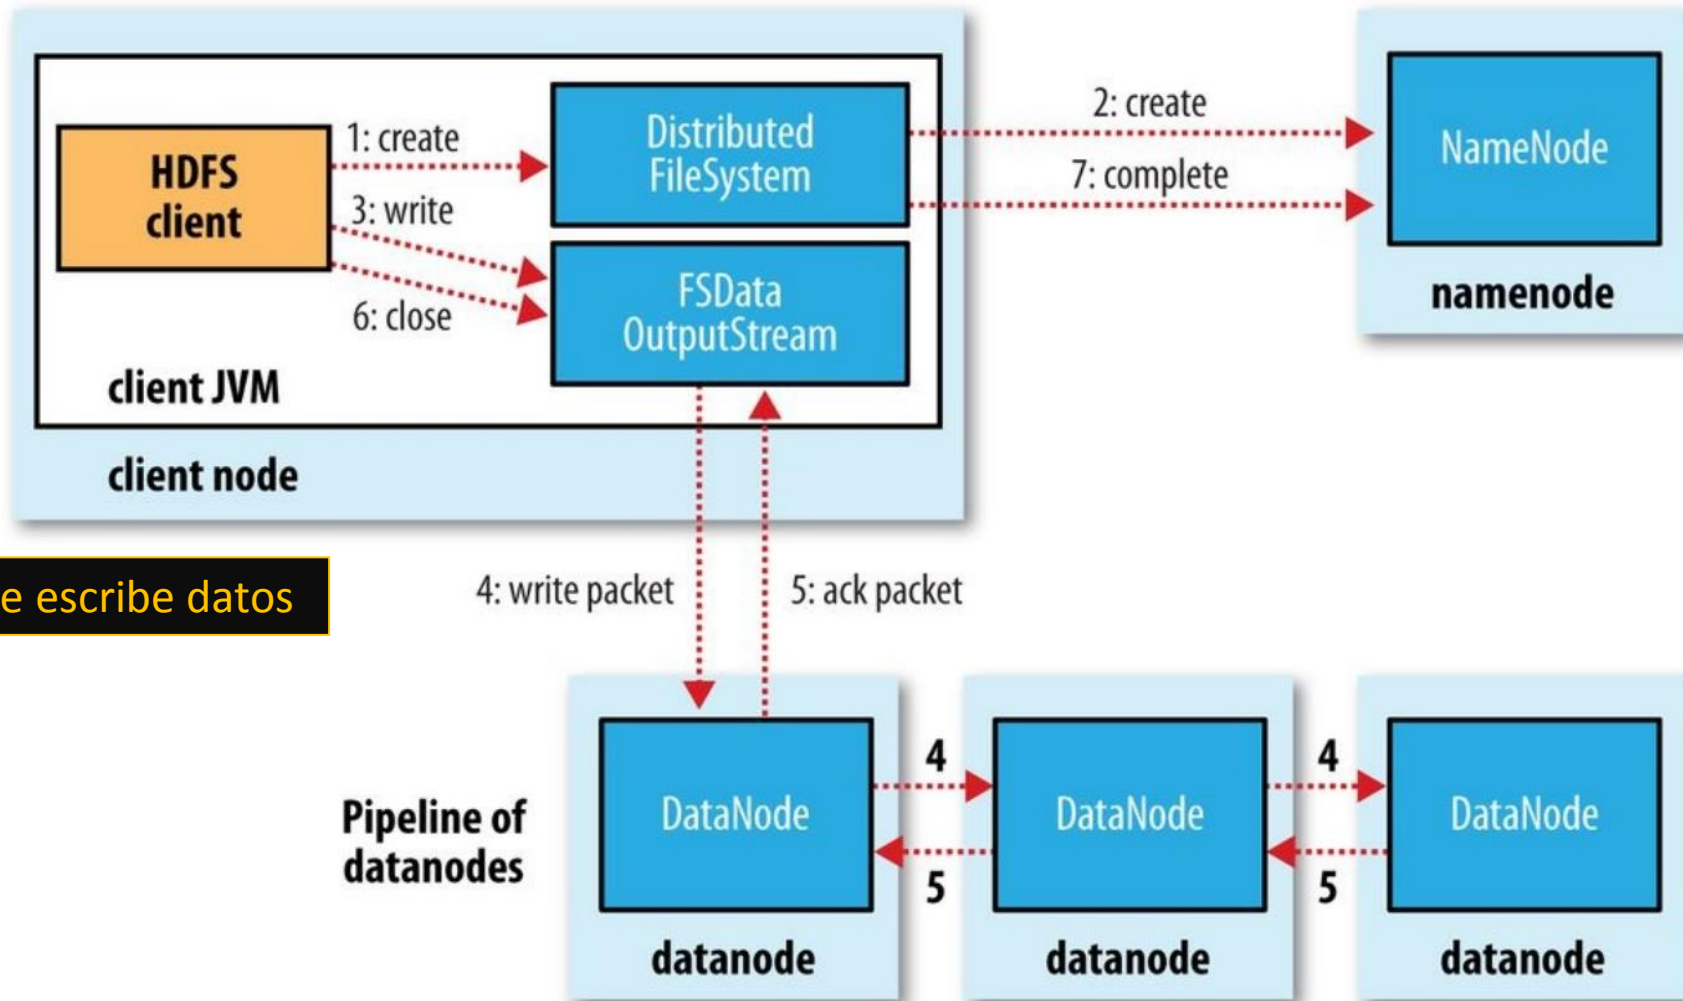 HDFS
client
1: create
3: write
6: close
Distributed
FileSystem
FSData
OutputStream
client JVM
client node
2: create
7: complete
NameNode
namenode
e escribe datos
4: write packet
5: ack packet
Pipeline of
datanodes
DataNode
datanode
4
5
DataNode
datanode
4
5
DataNode
datanode